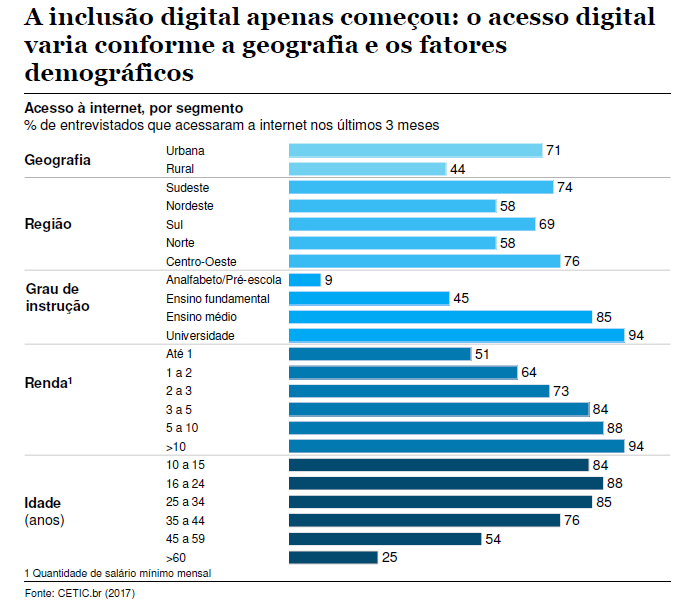 A inclusão digital apenas começou: o acesso digital
varia conforme a geografia e os fatores
demográficos
Acesso à internet, por segmento
% de entrevistados que acessaram a internet nos últimos 3 meses
Geografia
Urbana 71
Rural 44
Região
Sudeste 74
Nordeste 58
Sul 69
Norte 58
Centro-Oeste 76
Grau de
instrução
Analfabeto/Pré-escola 9
Ensino fundamental 45
Ensino médio 85
Universidade 94
Renda¹
Até 1 51
1 a 2 64
2 a 3 73
3 a 5 84
5 a 10 88
>10 94
Idade
(anos)
10 a 15 84
16 a 24 88
25 a 34 85
35 a 44 76
45 a 59 54
>60 25
1 Quantidade de salário mínimo mensal
Fonte: CETIC.br (2017)